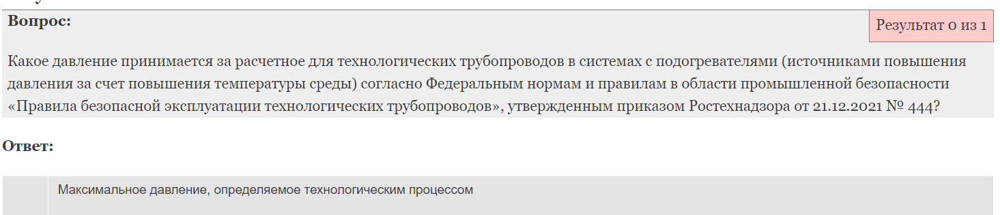 Вопрос:
Результат 0 из 1
Какое давление принимается за расчетное для технологических трубопроводов в системах с подогревателями (источниками повышения
давления за счет повышения температуры среды) согласно Федеральным нормам и правилам в области промышленной безопасности
«Правила безопасной эксплуатации технологических трубопроводов», утвержденным приказом Ростехнадзора от 21.12.2021 № 444?
Ответ:
Максимальное давление, определяемое технологическим процессом